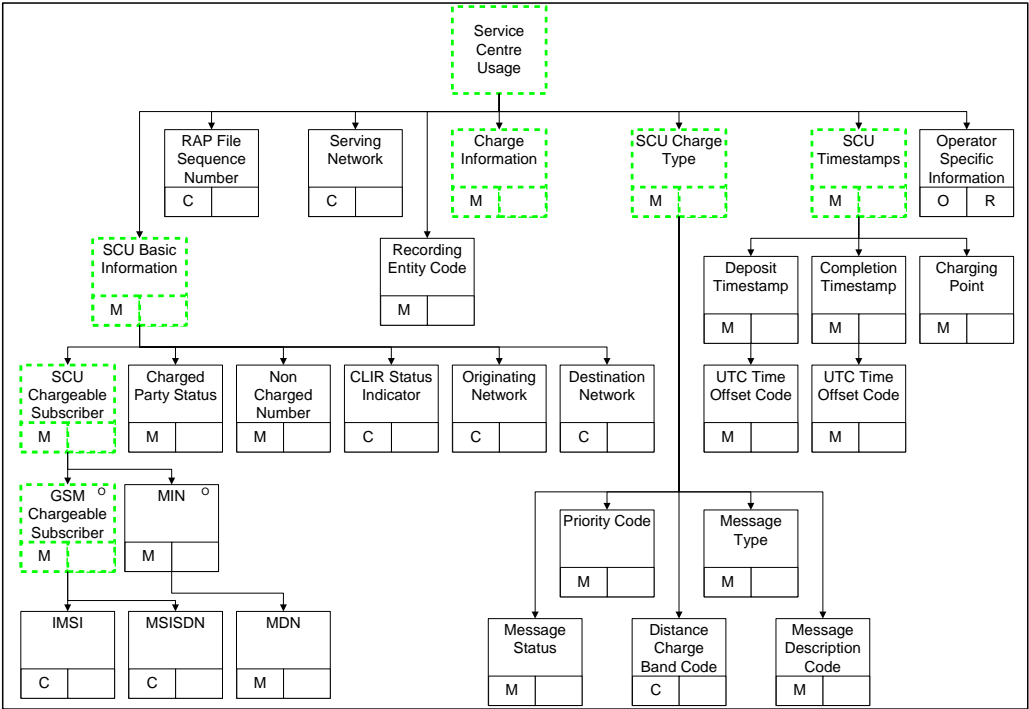 Service
Centre
Usage
RAP File
Sequence
Number
C
Serving
Network
C
Charge
Information
M
SCU Charge
Type
M
SCU
Timestamps
M
Operator
Specific
Information
O R
SCU Basic
Information
M
Recording
Entity Code
M
Deposit
Timestamp
M
Completion
Timestamp
M
Charging
Point
M
SCU
Chargeable
Subscriber
M
Charged
Party Status
M
Non
Charged
Number
M
CLIR Status
Indicator
C
Originating
Network
C
Destination
Network
C
UTC Time
Offset Code
M
UTC Time
Offset Code
M
GSM O
Chargeable
Subscriber
M
MIN O
M
Priority Code
M
Message
Type
M
IMSI
C
MSISDN
C
MDN
M
Message
Status
M
Distance
Charge
Band Code
C
Message
Description
Code
M